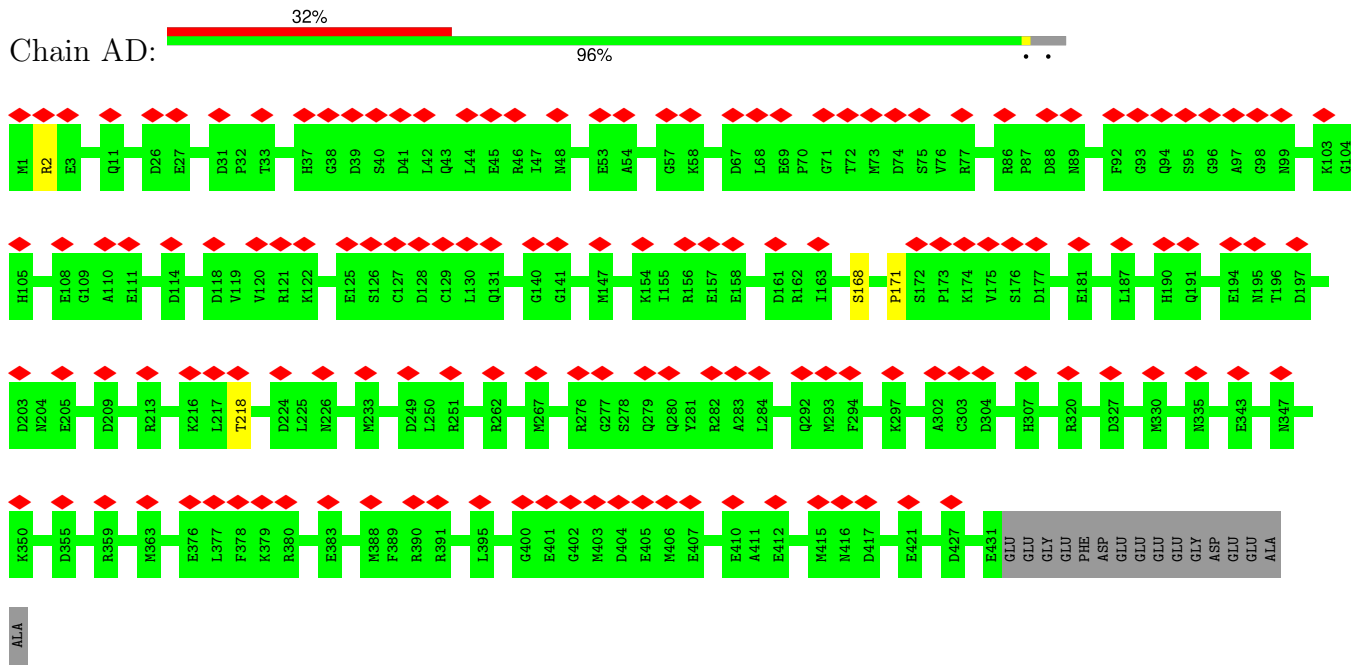 32%
Chain AD:
96%
• •
M1 R2 E3 Q11 D26 E27 D31 P32 T33 H37 G38 D39 S40 D41 L42 Q43 L44 E45 R46 I47 N48 E53 A54 G57 K58 D67 L68 E69 P70 G71 T72 M73 D74 S75 V76 R77 R86 P87 D88 N89 F92 G93 Q94 S95 G96 A97 G98 N99 K103 G104
H105 E108 G109 A110 E111 D114 D118 V119 V120 R121 K122 E125 S126 C127 D128 C129 L130 Q131 G140 G141 M147 K154 I155 R156 E157 E158 D161 R162 I163 S168 P171 S172 P173 K174 V175 S176 D177 E181 L187 H190 Q191 E194 N195 T196 D197
D203 N204 E205 D209 R213 K216 L217 T218 D224 L225 N226 M233 D249 L250 R251 R262 M267 R276 G277 S278 Q279 Q280 Y281 R282 A283 L284 Q292 M293 F294 K297 A302 C303 D304 H307 R320 D327 M330 N335 E343 N347
K350 D355 R359 M363 E376 L377 F378 K379 R380 E383 M388 F389 R390 R391 L395 G400 E401 G402 M403 D404 E405 M406 E407 E410 A411 E412 M415 N416 D417 E421 D427 E431 GLU GLU GLY GLU PHE ASP GLU GLU GLU GLU GLY ASP GLU GLU ALA
ALA